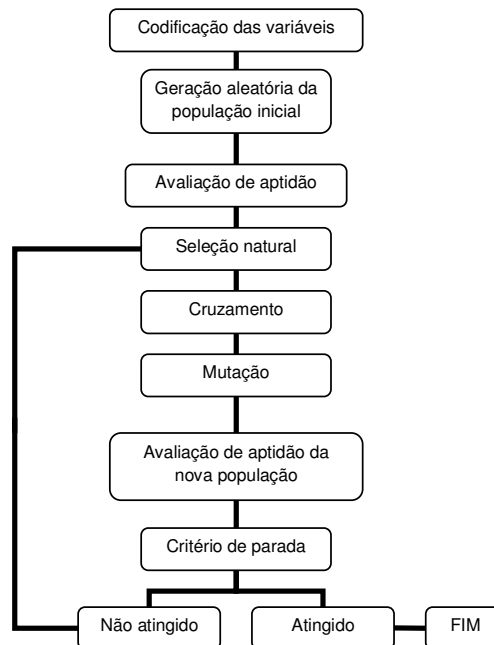 Codificação das variáveis
Geração aleatória da
população inicial
Avaliação de aptidão
Seleção natural
Cruzamento
Mutação
Avaliação de aptidão da
nova população
Critério de parada
Não atingido
Atingido
FIM